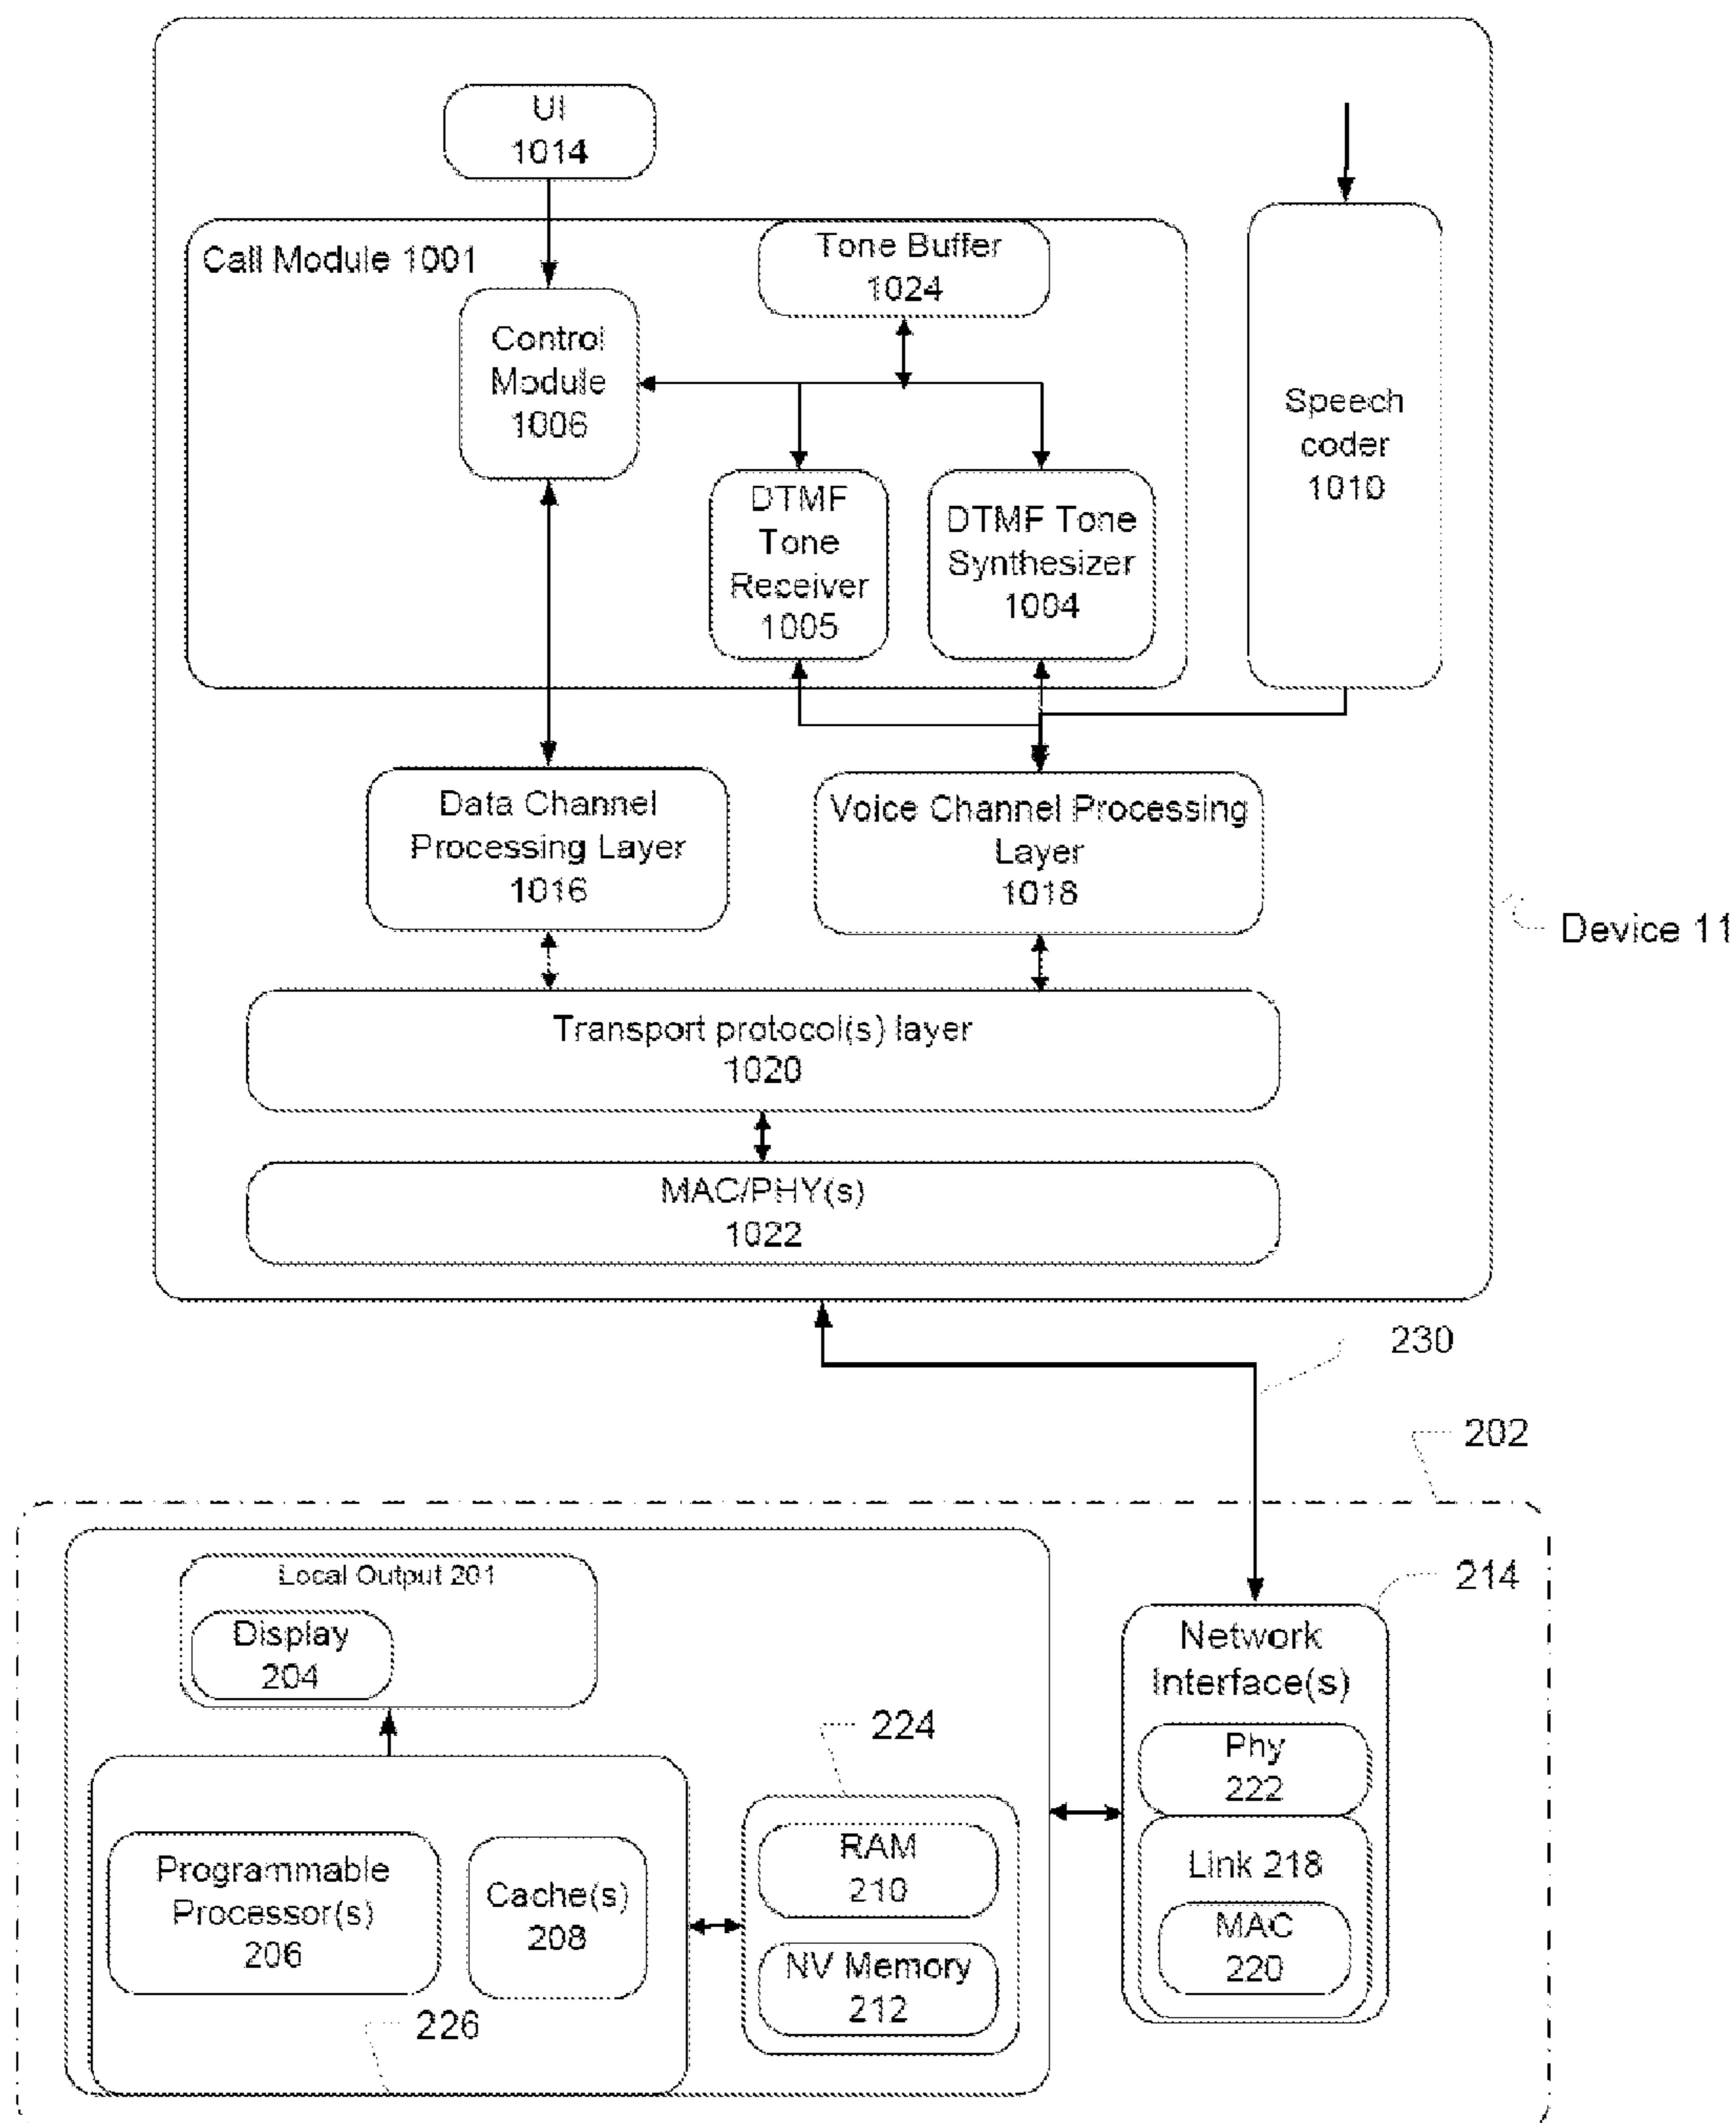 UI
1014
Call Module 1001
Tone Buffer
1024
Control
Module
1006
Speech
coder
1010
DTMF
Tone
Receiver
1005
DTMF Tone
Synthesizer
1004
Data Channel
Processing Layer
1016
Voice Channel Processing
Layer
1018
Device 11
Transport protocol(s) layer
1020
MAC/PHY(s)
1022
230
202
Local Output 201
Display
204
214
Network
Interface(s)
224
Phy
222
Programmable
Processor(s)
206
Cache(s)
208
RAM
210
Link 218
MAC
220
NV Memory
212
226